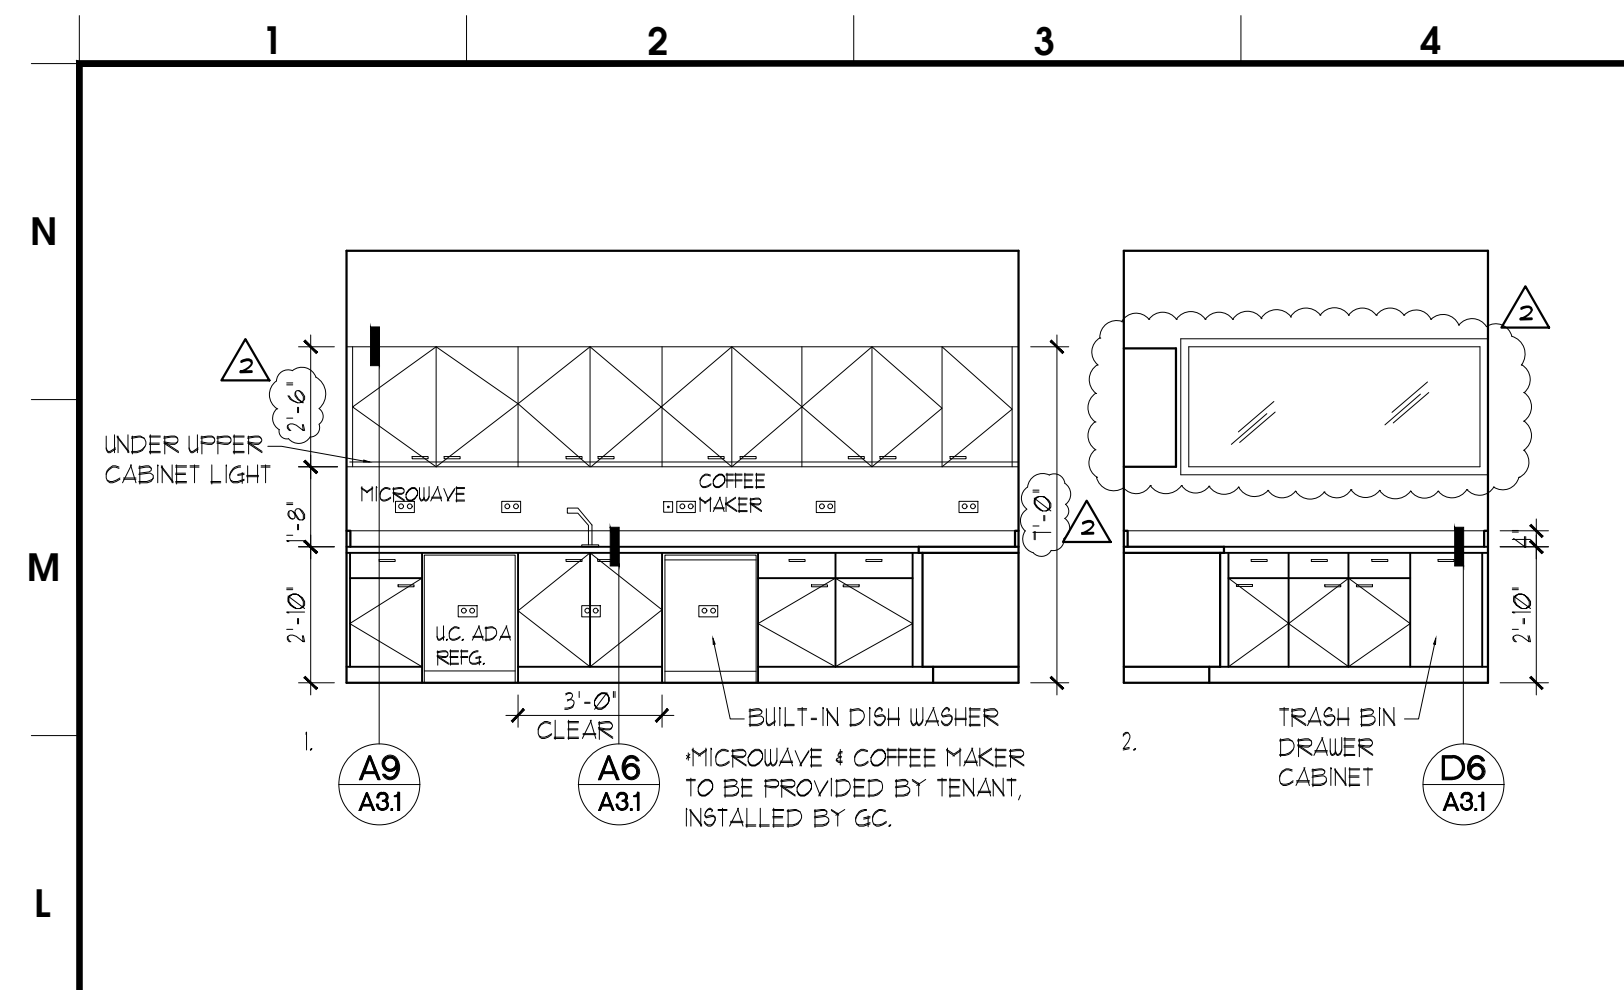 1 2 3 4
N
M
L
2
2'-6"
UNDER UPPER
CABINET LIGHT
1'-8"
2'-10"
MICROWAVE
COFFEE
MAKER
U.C. ADA
REFG.
7'-0"
2
3'-0"
CLEAR
BUILT-IN DISH WASHER
*MICROWAVE & COFFEE MAKER
TO BE PROVIDED BY TENANT,
INSTALLED BY GC.
1.
A9
A3.1
A6
A3.1
2
4"
2'-10"
2.
TRASH BIN
DRAWER
CABINET
D6
A3.1